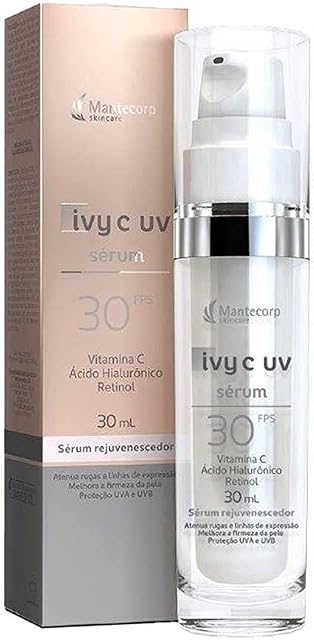 Mantecorp
skincare
ivy c uv
sérum
30 FPS
Vitamina C
Ácido Hialurônico
Retinol
30 mL
Sérum rejuvenescedor
Atenua rugas e linhas de expressão
Melhora a firmeza da pele
Proteção UVA e UVB
Mantecorp
skincare
ivy c uv
sérum
30 FPS
Vitamina C
Ácido Hialurônico
Retinol
30 mL
Sérum rejuvenescedor
Atenua rugas e linhas de expressão
Melhora a firmeza da pele
Proteção UVA e UVB